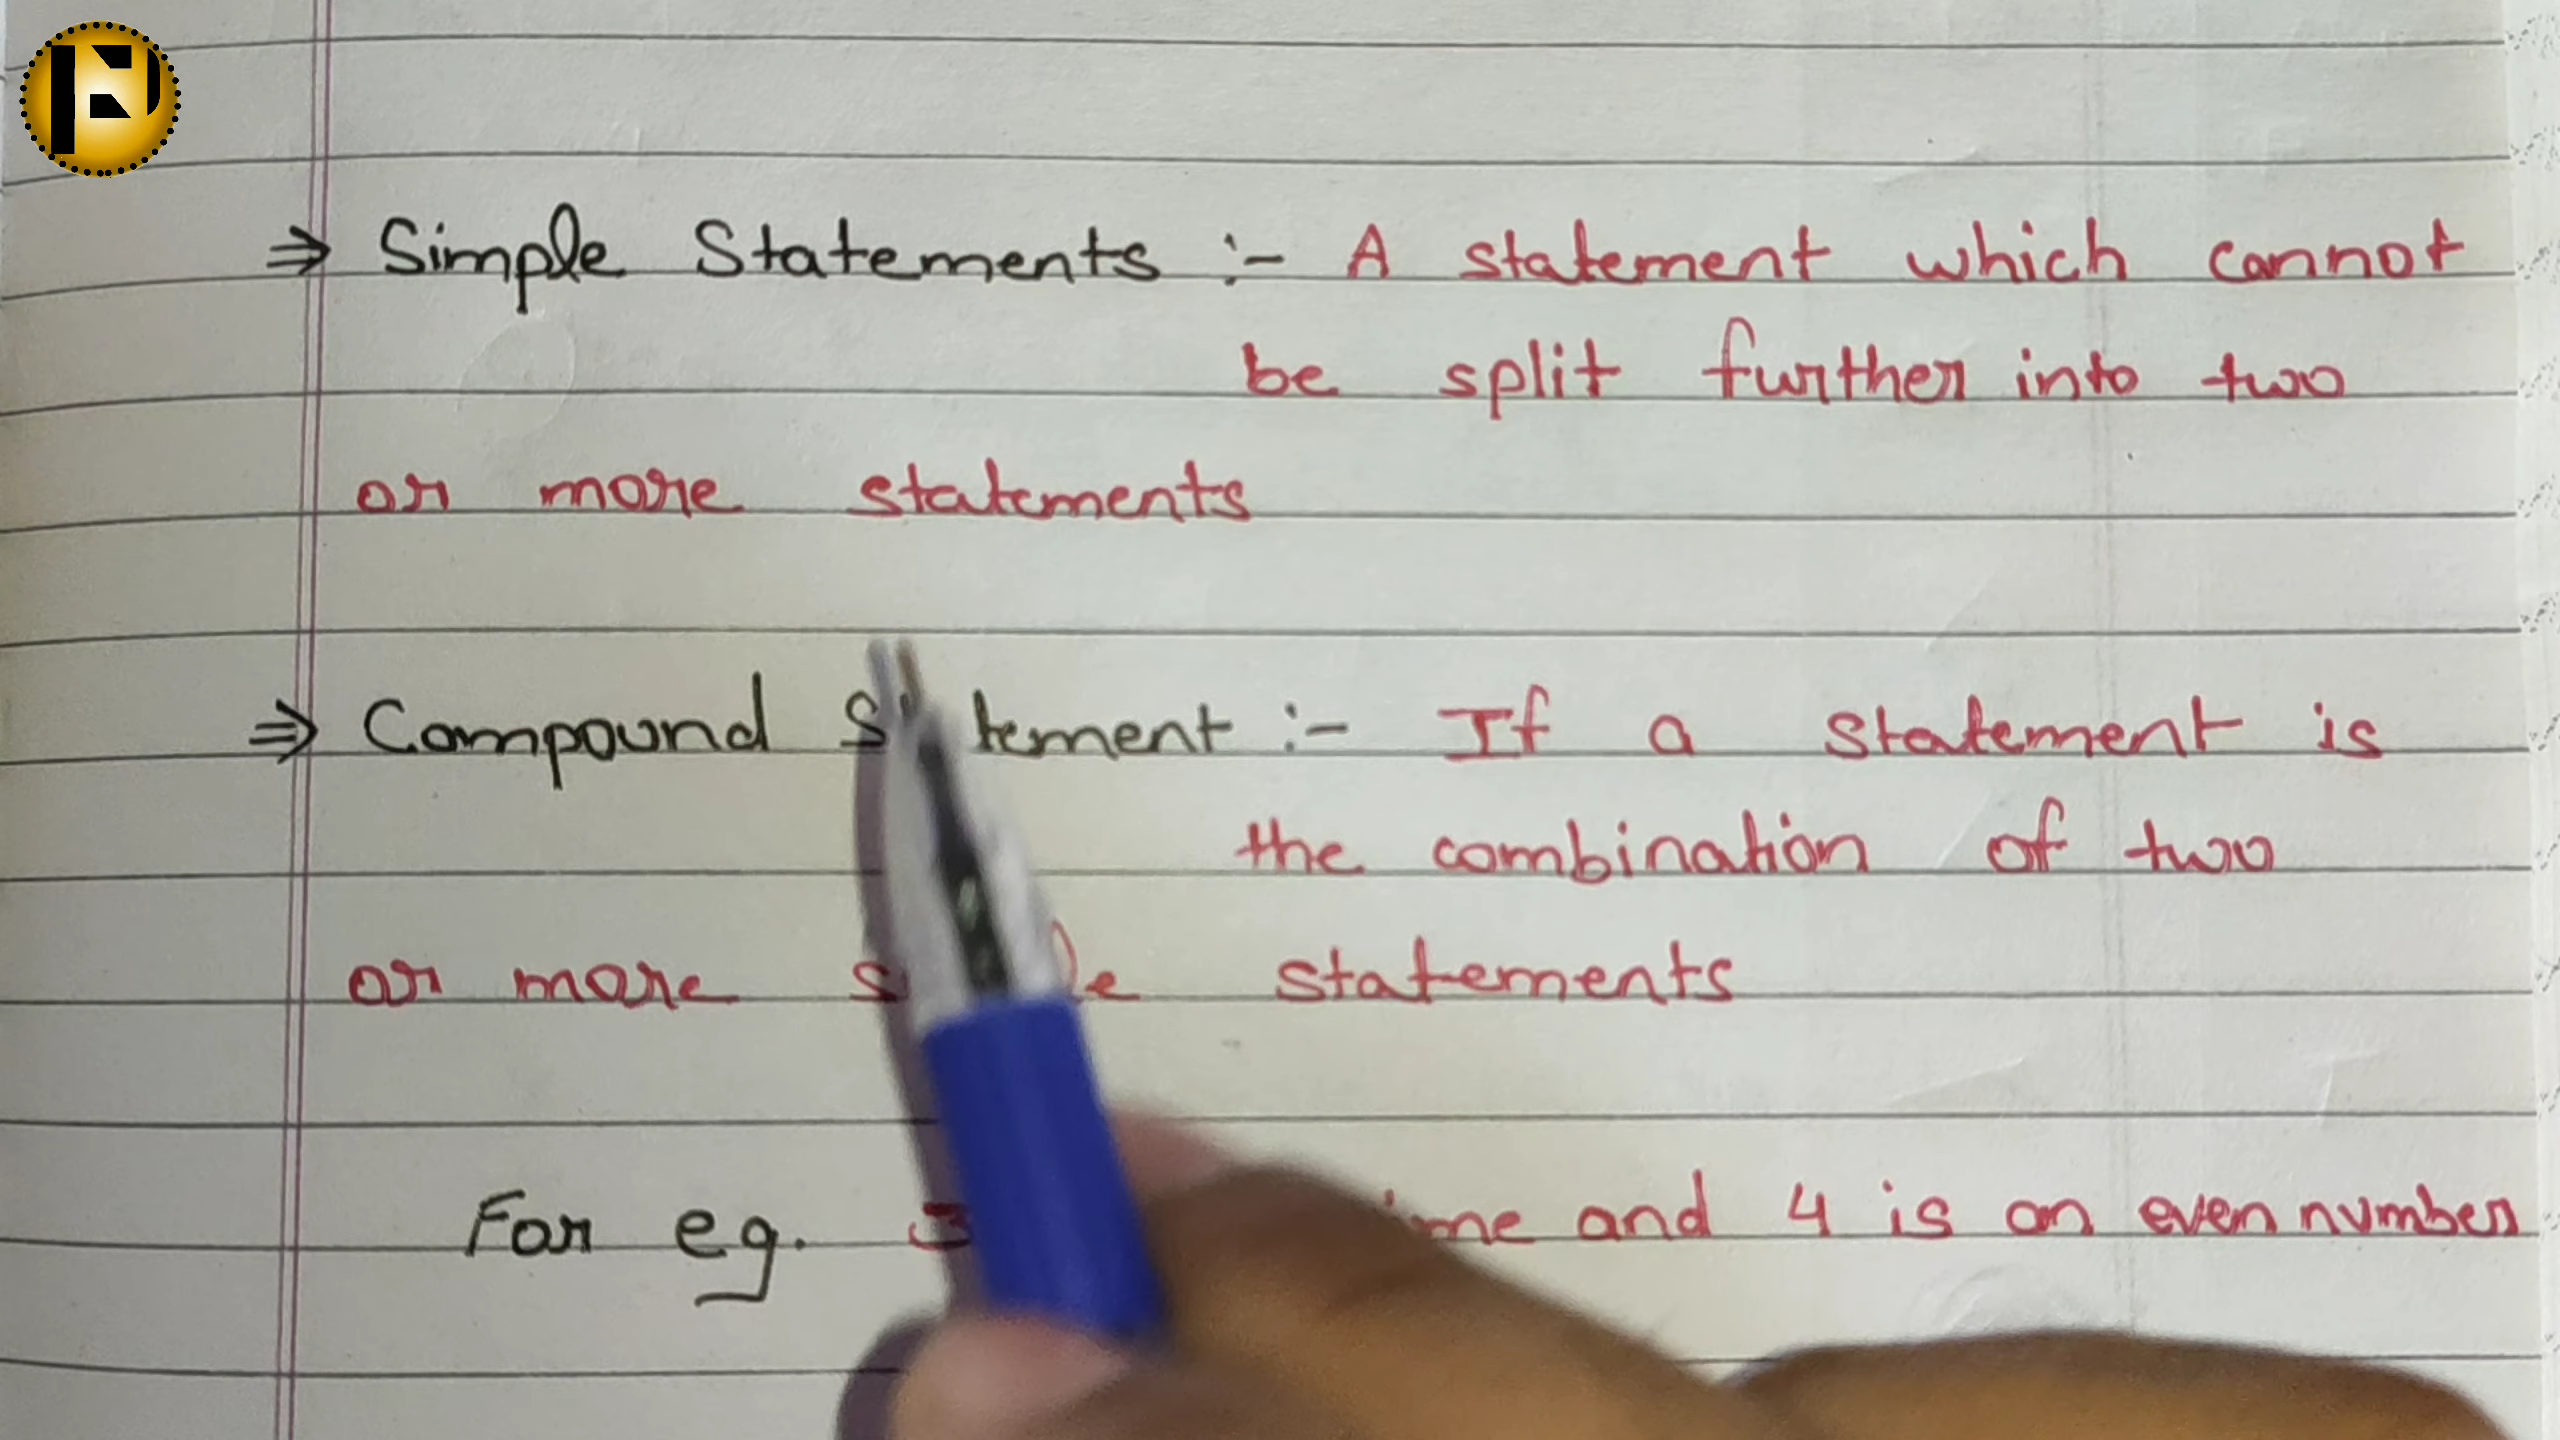 ⇒ Simple Statements :- A statement which cannot
be split further into two
or more statements
⇒ Compound :- If a statement is
the combination of two
or more statements
For eg. and 4 is an even number